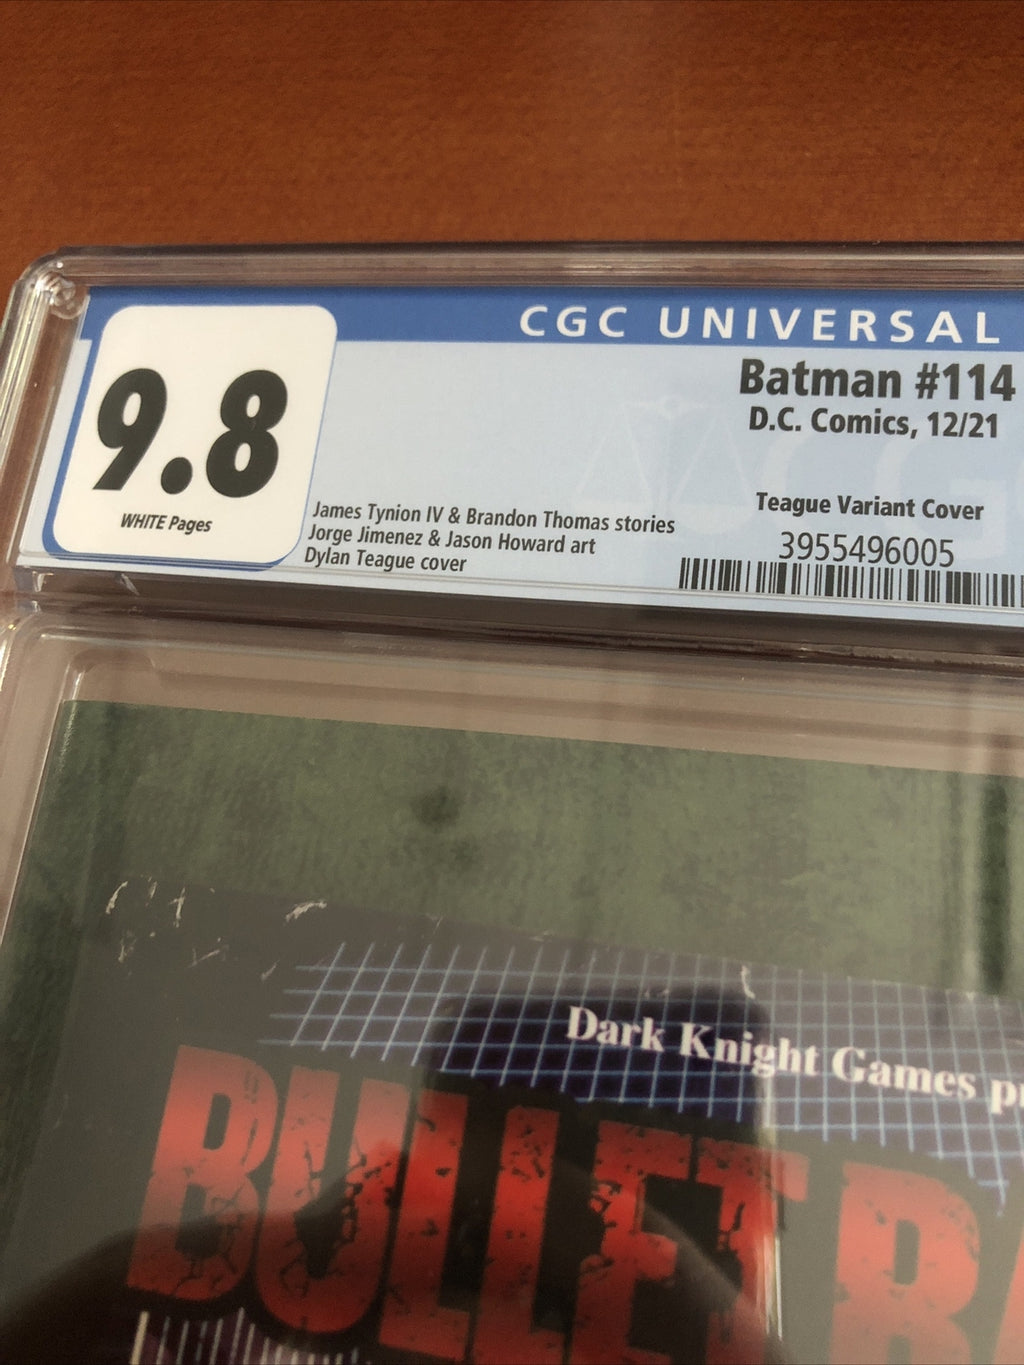 CGC UNIVERSAL
9.8
WHITE Pages
Batman #114
D.C. Comics, 12/21
James Tynion IV & Brandon Thomas stories
Jorge Jimenez & Jason Howard art
Dylan Teague cover
Teague Variant Cover
3955496005
Dark Knight Games
BULLET